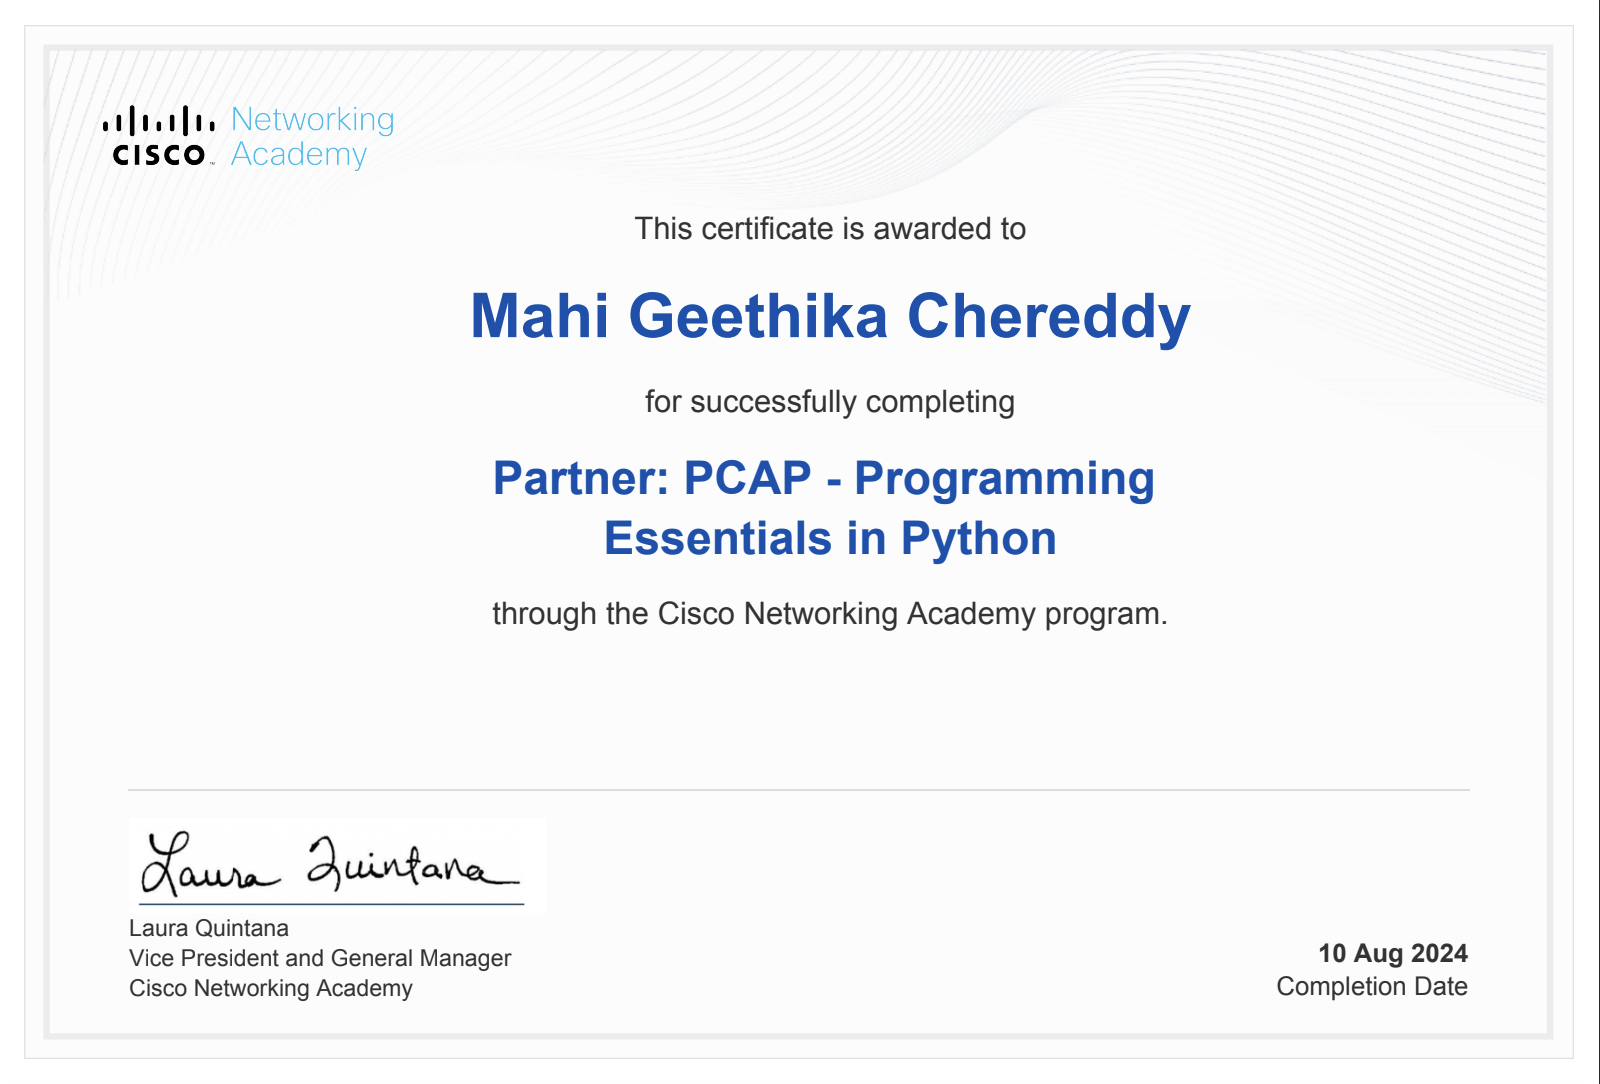 CISCO™ Networking
Academy
This certificate is awarded to
Mahi Geethika Chereddy
for successfully completing
Partner: PCAP - Programming
Essentials in Python
through the Cisco Networking Academy program.
Laura Quintana
Laura Quintana
Vice President and General Manager
Cisco Networking Academy
10 Aug 2024
Completion Date